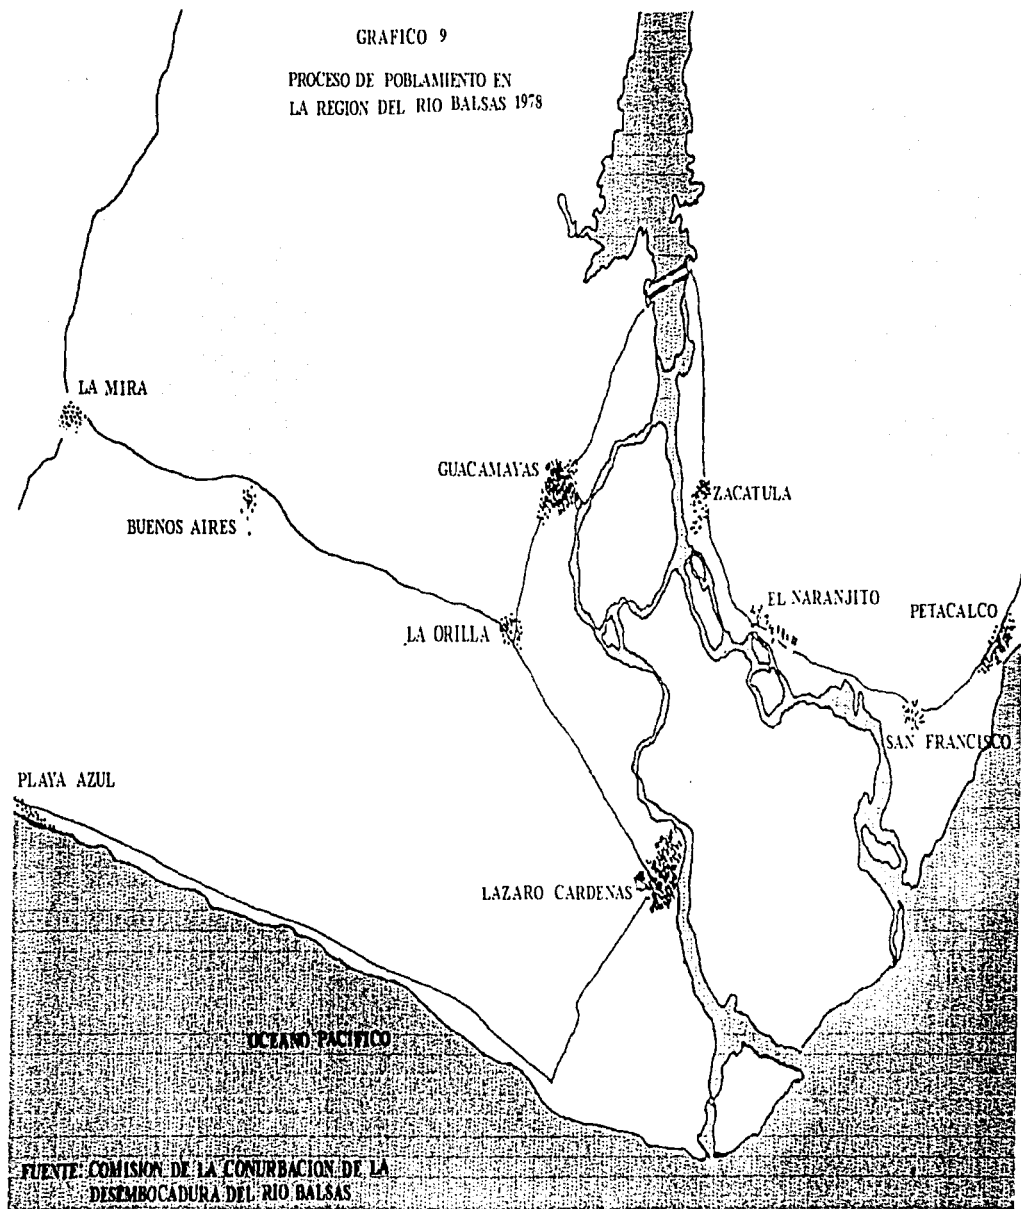 GRAFICO 9
PROCESO DE POBLAMIENTO EN
LA REGION DEL RIO BALSAS 1978
LA MIRA
GUACAMAYAS
ZACATULA
BUENOS AIRES
EL NARANJITO
PETACALCO
LA ORILLA
SAN FRANCISCO
PLAYA AZUL
LAZARO CARDENAS
OCEANO PACIFICO
FUENTE: COMISION DE LA CONURBACION DE LA
DESEMBOCADURA DEL RIO BALSAS